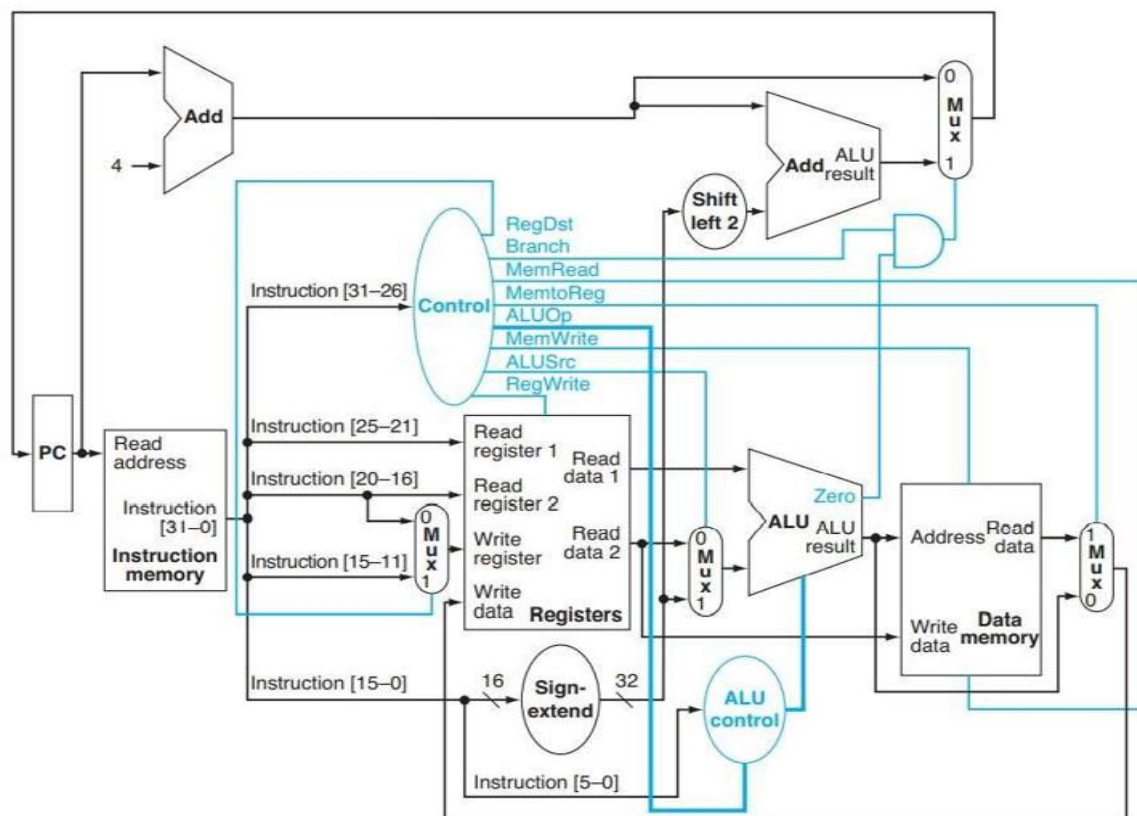 0
M
u
x
1
Add
4
Add
ALU
result
Shift
left 2
RegDst
Branch
MemRead
MemtoReg
ALUOp
MemWrite
ALUSrc
RegWrite
Control
Instruction [31–26]
PC
Read
address
Instruction
[31–0]
Instruction
memory
Instruction [25–21]
Instruction [20–16]
Instruction [15–11]
0
M
u
x
1
Read
register 1
Read
register 2
Write
register
Write
data
Read
data 1
Read
data 2
Registers
0
M
u
x
1
Zero
ALU
ALU
result
Address
Read
data
Write
data
Data
memory
1
M
u
x
0
Instruction [15–0]
16
Sign-
extend
32
ALU
control
Instruction [5–0]